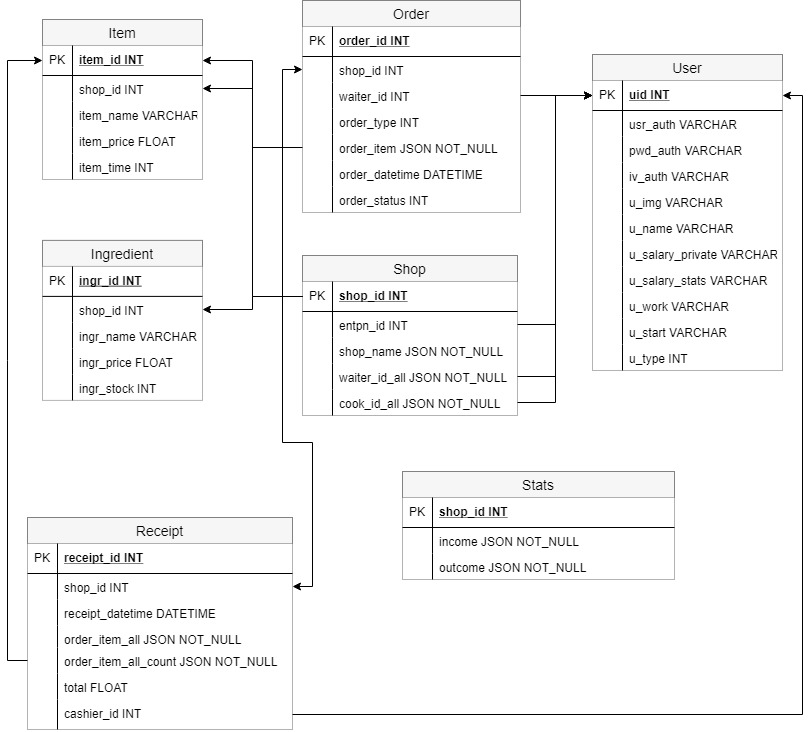 Item
PK item_id INT
shop_id INT
item_name VARCHAR
item_price FLOAT
item_time INT
Order
PK order_id INT
shop_id INT
waiter_id INT
order_type INT
order_item JSON NOT_NULL
order_datetime DATETIME
order_status INT
User
PK uid INT
usr_auth VARCHAR
pwd_auth VARCHAR
iv_auth VARCHAR
u_img VARCHAR
u_name VARCHAR
u_salary_private VARCHAR
u_salary_stats VARCHAR
u_work VARCHAR
u_start VARCHAR
u_type INT
Ingredient
PK ingr_id INT
shop_id INT
ingr_name VARCHAR
ingr_price FLOAT
ingr_stock INT
Shop
PK shop_id INT
entpn_id INT
shop_name JSON NOT_NULL
waiter_id_all JSON NOT_NULL
cook_id_all JSON NOT_NULL
Stats
PK shop_id INT
income JSON NOT_NULL
outcome JSON NOT_NULL
Receipt
PK receipt_id INT
shop_id INT
receipt_datetime DATETIME
order_item_all JSON NOT_NULL
order_item_all_count JSON NOT_NULL
total FLOAT
cashier_id INT